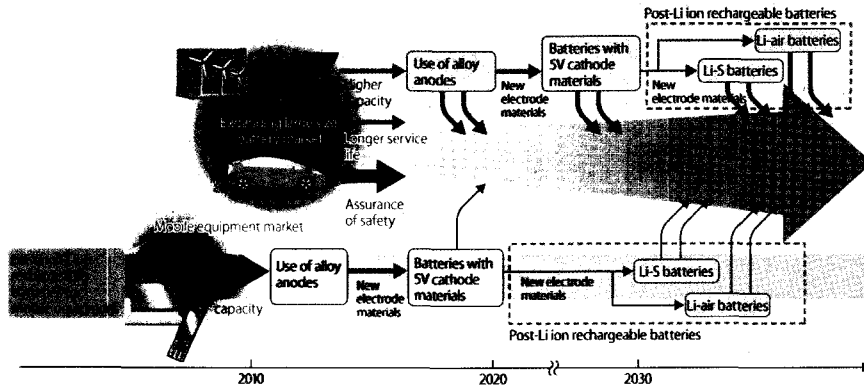 Post-Li ion rechargeable batteries
Li-air batteries
Use of alloy
anodes
Batteries with
5V cathode
materials
Li-S batteries
Higher
capacity
New
electrode
materials
New
electrode materials
Longer service
life
Assurance
of safety
Mobile equipment market
capacity
Use of alloy
anodes
New
electrode
materials
Batteries with
5V cathode
materials
New electrode
materials
Li-S batteries
Li-air batteries
Post-Li ion rechargeable batteries
2010
2020
2030